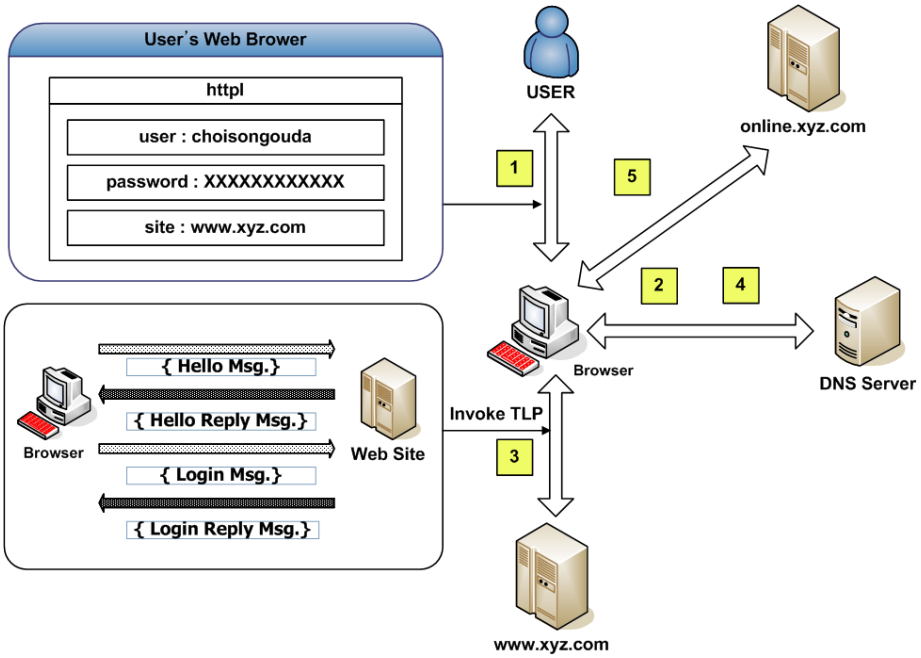 User's Web Brower
httpl
user : choisongouda
password : XXXXXXXXXXXX
site : www.xyz.com
USER
online.xyz.com
1
5
2
4
Browser
DNS Server
{ Hello Msg.}
{ Hello Reply Msg.}
{ Login Msg.}
{ Login Reply Msg.}
Browser
Web Site
Invoke TLP
3
www.xyz.com